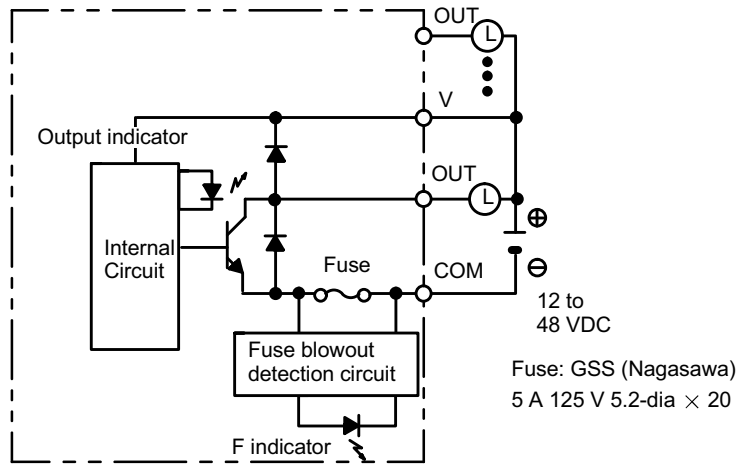 OUT
L
V
Output indicator
OUT
L
⊕
Internal
Circuit
Fuse
COM
⊖
12 to
48 VDC
Fuse blowout
detection circuit
Fuse: GSS (Nagasawa)
5 A 125 V 5.2-dia × 20
F indicator